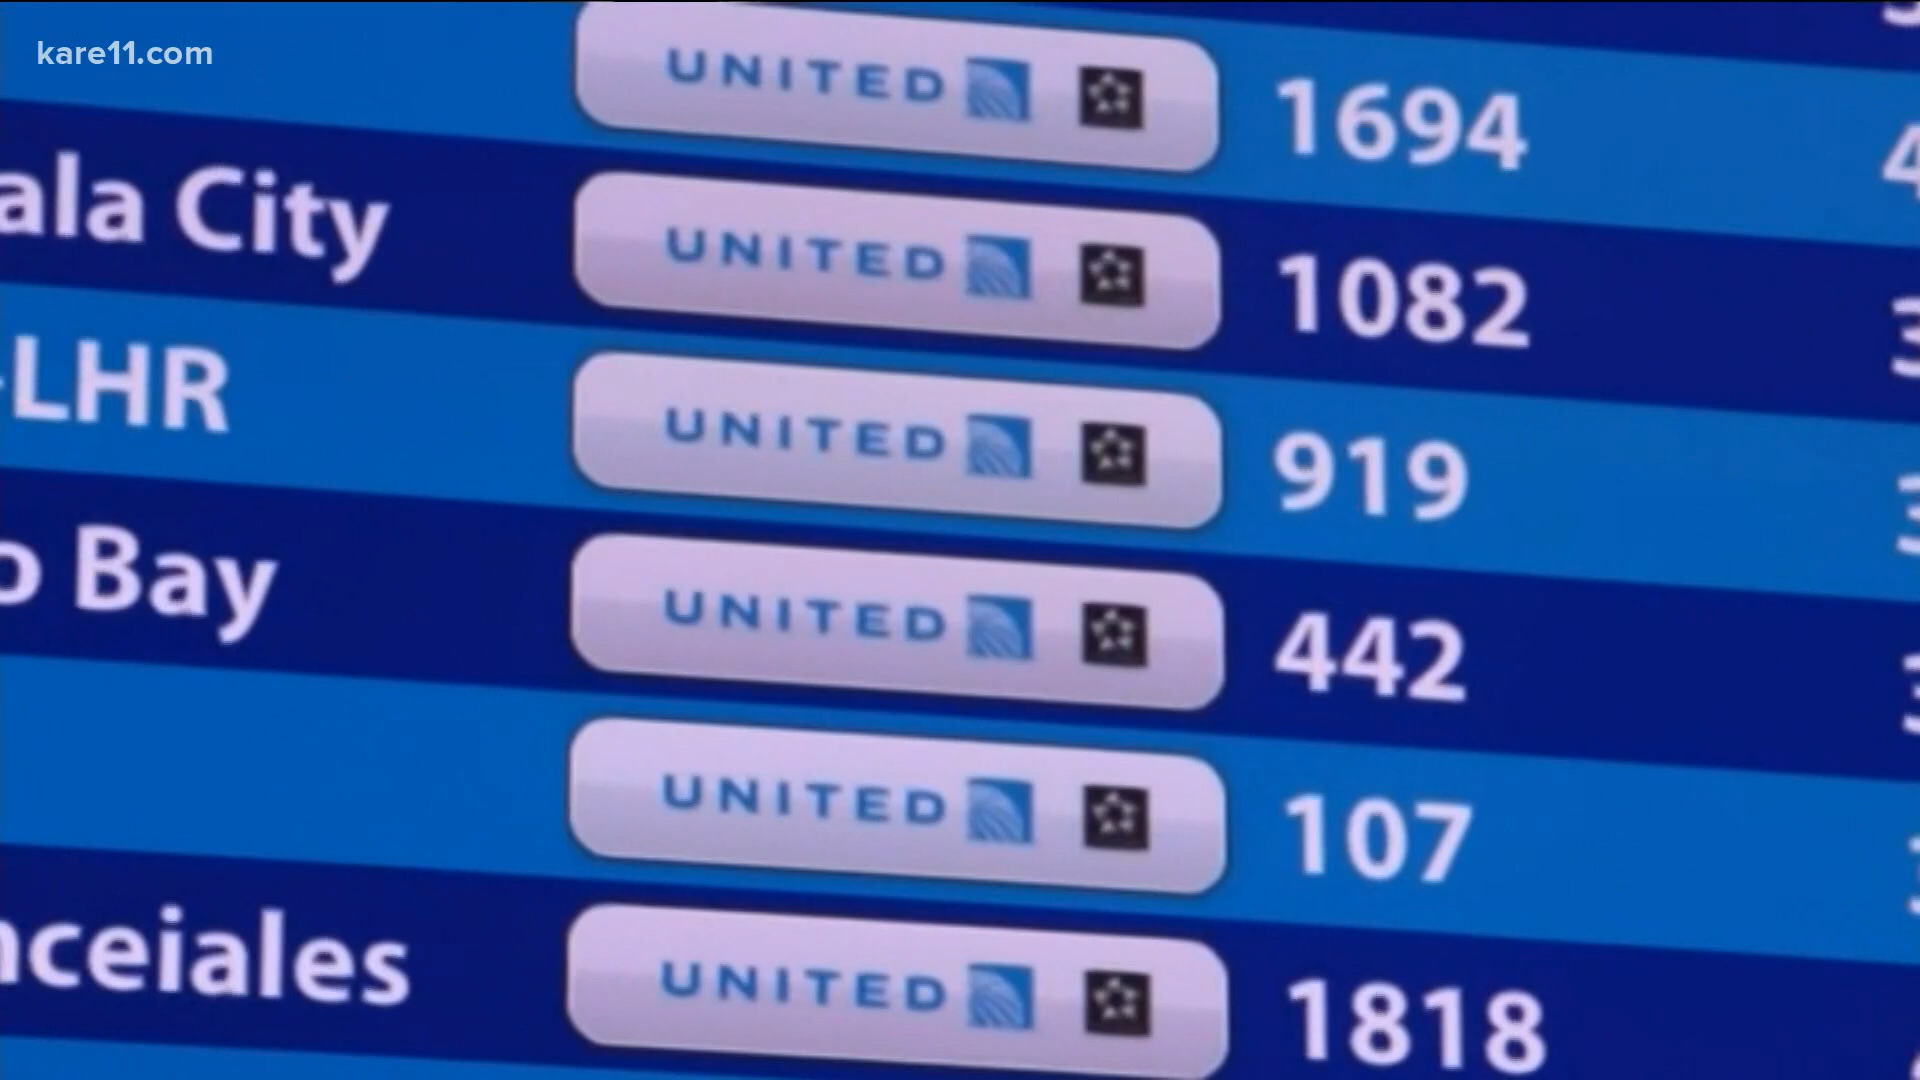 kare11.com
UNITED 1694
ala City UNITED 1082
-LHR UNITED 919
o Bay UNITED 442
UNITED 107
nceiales UNITED 1818